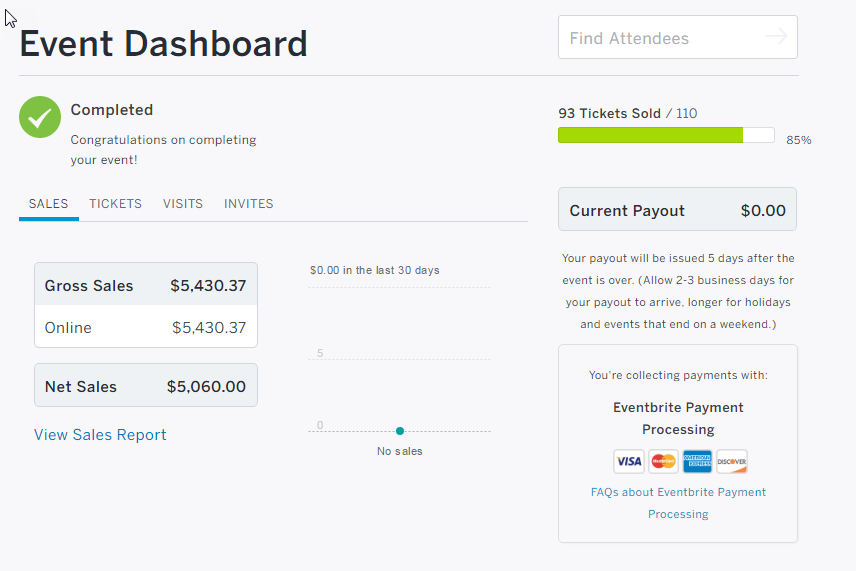 Event Dashboard
Find Attendees
Completed
Congratulations on completing
your event!
93 Tickets Sold / 110
85%
SALES TICKETS VISITS INVITES
Current Payout $0.00
Your payout will be issued 5 days after the
event is over. (Allow 2-3 business days for
your payout to arrive, longer for holidays
and events that end on a weekend.)
Gross Sales $5,430.37
Online $5,430.37
Net Sales $5,060.00
View Sales Report
$0.00 in the last 30 days
5
0
No sales
You're collecting payments with:
Eventbrite Payment
Processing
VISA MasterCard AMERICAN EXPRESS DISCOVER
FAQs about Eventbrite Payment
Processing